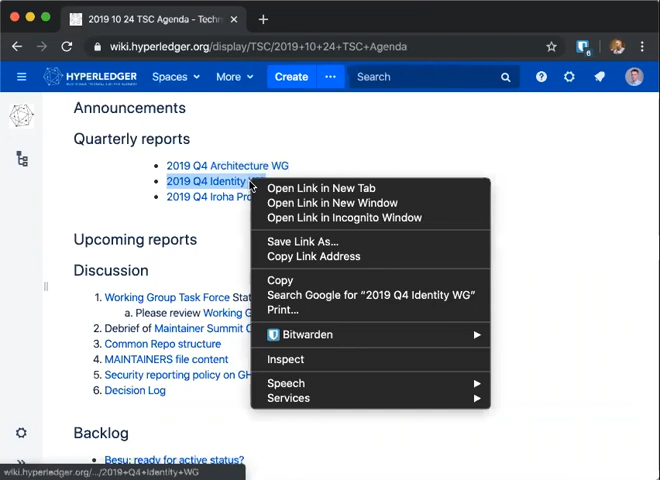 2019 10 24 TSC Agenda - Techn
wiki.hyperledger.org/display/TSC/2019+10+24+TSC+Agenda
6
HYPERLEDGER
Spaces
More
Create
Search
Announcements
Quarterly reports
2019 Q4 Architecture WG
2019 Q4 Identity
2019 Q4 Iroha Pro
Upcoming reports
Discussion
1. Working Group Task Force Stat
a. Please review Working G
2. Debrief of Maintainer Summit
3. Common Repo structure
4. MAINTAINERS file content
5. Security reporting policy on GH
6. Decision Log
Backlog
Besu: ready for active status?
Open Link in New Tab
Open Link in New Window
Open Link in Incognito Window
Save Link As...
Copy Link Address
Copy
Search Google for “2019 Q4 Identity WG”
Print...
Bitwarden
Inspect
Speech
Services
wiki.hyperledger.org/.../2019+Q4+Identity+WG